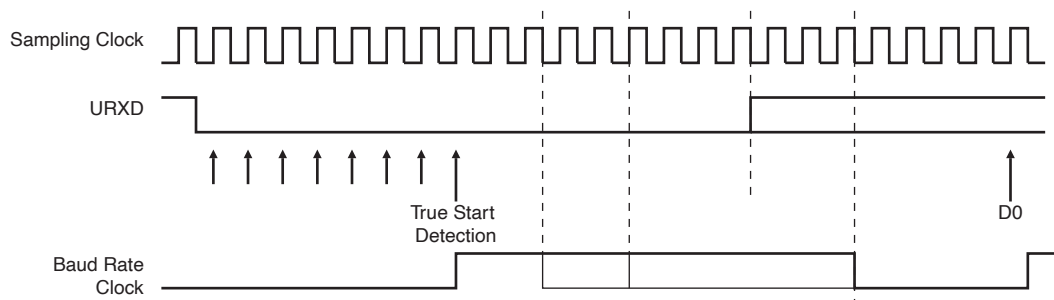 Sampling Clock
URXD
True Start
Detection
D0
Baud Rate
Clock